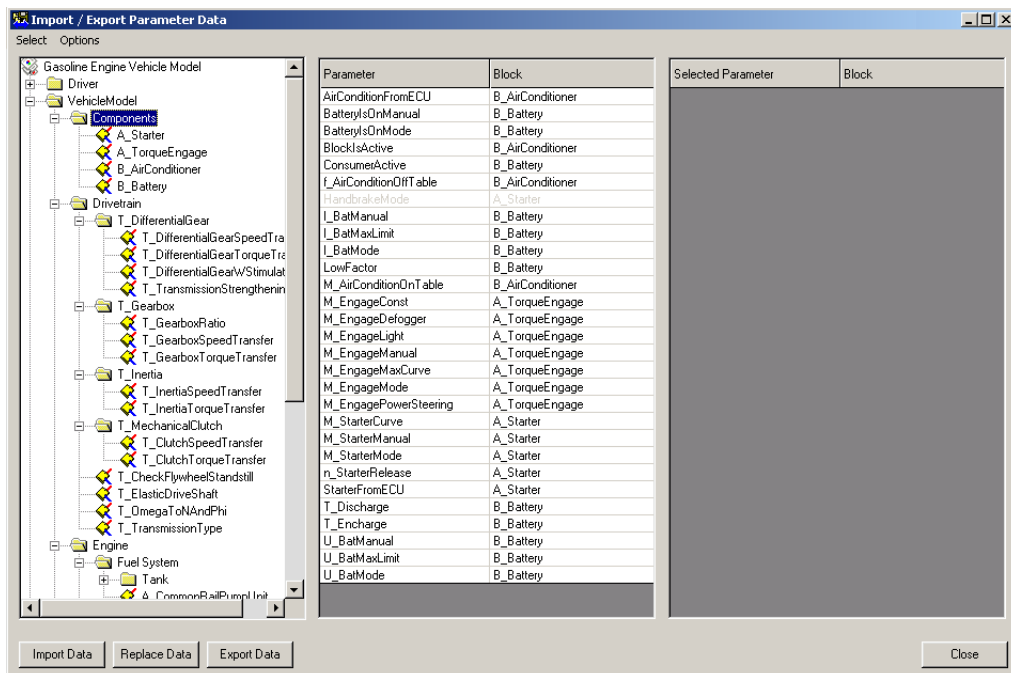 Import / Export Parameter Data
Select Options
Gasoline Engine Vehicle Model
Driver
VehicleModel
Components
A_Starter
A_TorqueEngage
B_AirConditioner
B_Battery
Drivetrain
T_DifferentialGear
T_DifferentialGearSpeedTra
T_DifferentialGearTorqueTra
T_DifferentialGearWStimulat
T_TransmissionStrengthenin
T_Gearbox
T_GearboxRatio
T_GearboxSpeedTransfer
T_GearboxTorqueTransfer
T_Inertia
T_InertiaSpeedTransfer
T_InertiaTorqueTransfer
T_MechanicalClutch
T_ClutchSpeedTransfer
T_ClutchTorqueTransfer
T_CheckFlywheelStandstill
T_ElasticDriveShaft
T_OmegaToNAndPhi
T_TransmissionType
Engine
Fuel System
Tank
A_CommonRailPumpUnit
Parameter Block
AirConditionFromECU B_AirConditioner
BatteryIsOnManual B_Battery
BatteryIsOnMode B_Battery
BlockIsActive B_AirConditioner
ConsumerActive B_Battery
f_AirConditionOffTable B_AirConditioner
HandbrakeMode A_Starter
I_BatManual B_Battery
I_BatMaxLimit B_Battery
I_BatMode B_Battery
LowFactor B_Battery
M_AirConditionOnTable B_AirConditioner
M_EngageConst A_TorqueEngage
M_EngageDefogger A_TorqueEngage
M_EngageLight A_TorqueEngage
M_EngageManual A_TorqueEngage
M_EngageMaxCurve A_TorqueEngage
M_EngageMode A_TorqueEngage
M_EngagePowerSteering A_TorqueEngage
M_StarterCurve A_Starter
M_StarterManual A_Starter
M_StarterMode A_Starter
n_StarterRelease A_Starter
StarterFromECU A_Starter
T_Discharge B_Battery
T_Encharge B_Battery
U_BatManual B_Battery
U_BatMaxLimit B_Battery
U_BatMode B_Battery
Selected Parameter Block
Import Data Replace Data Export Data Close